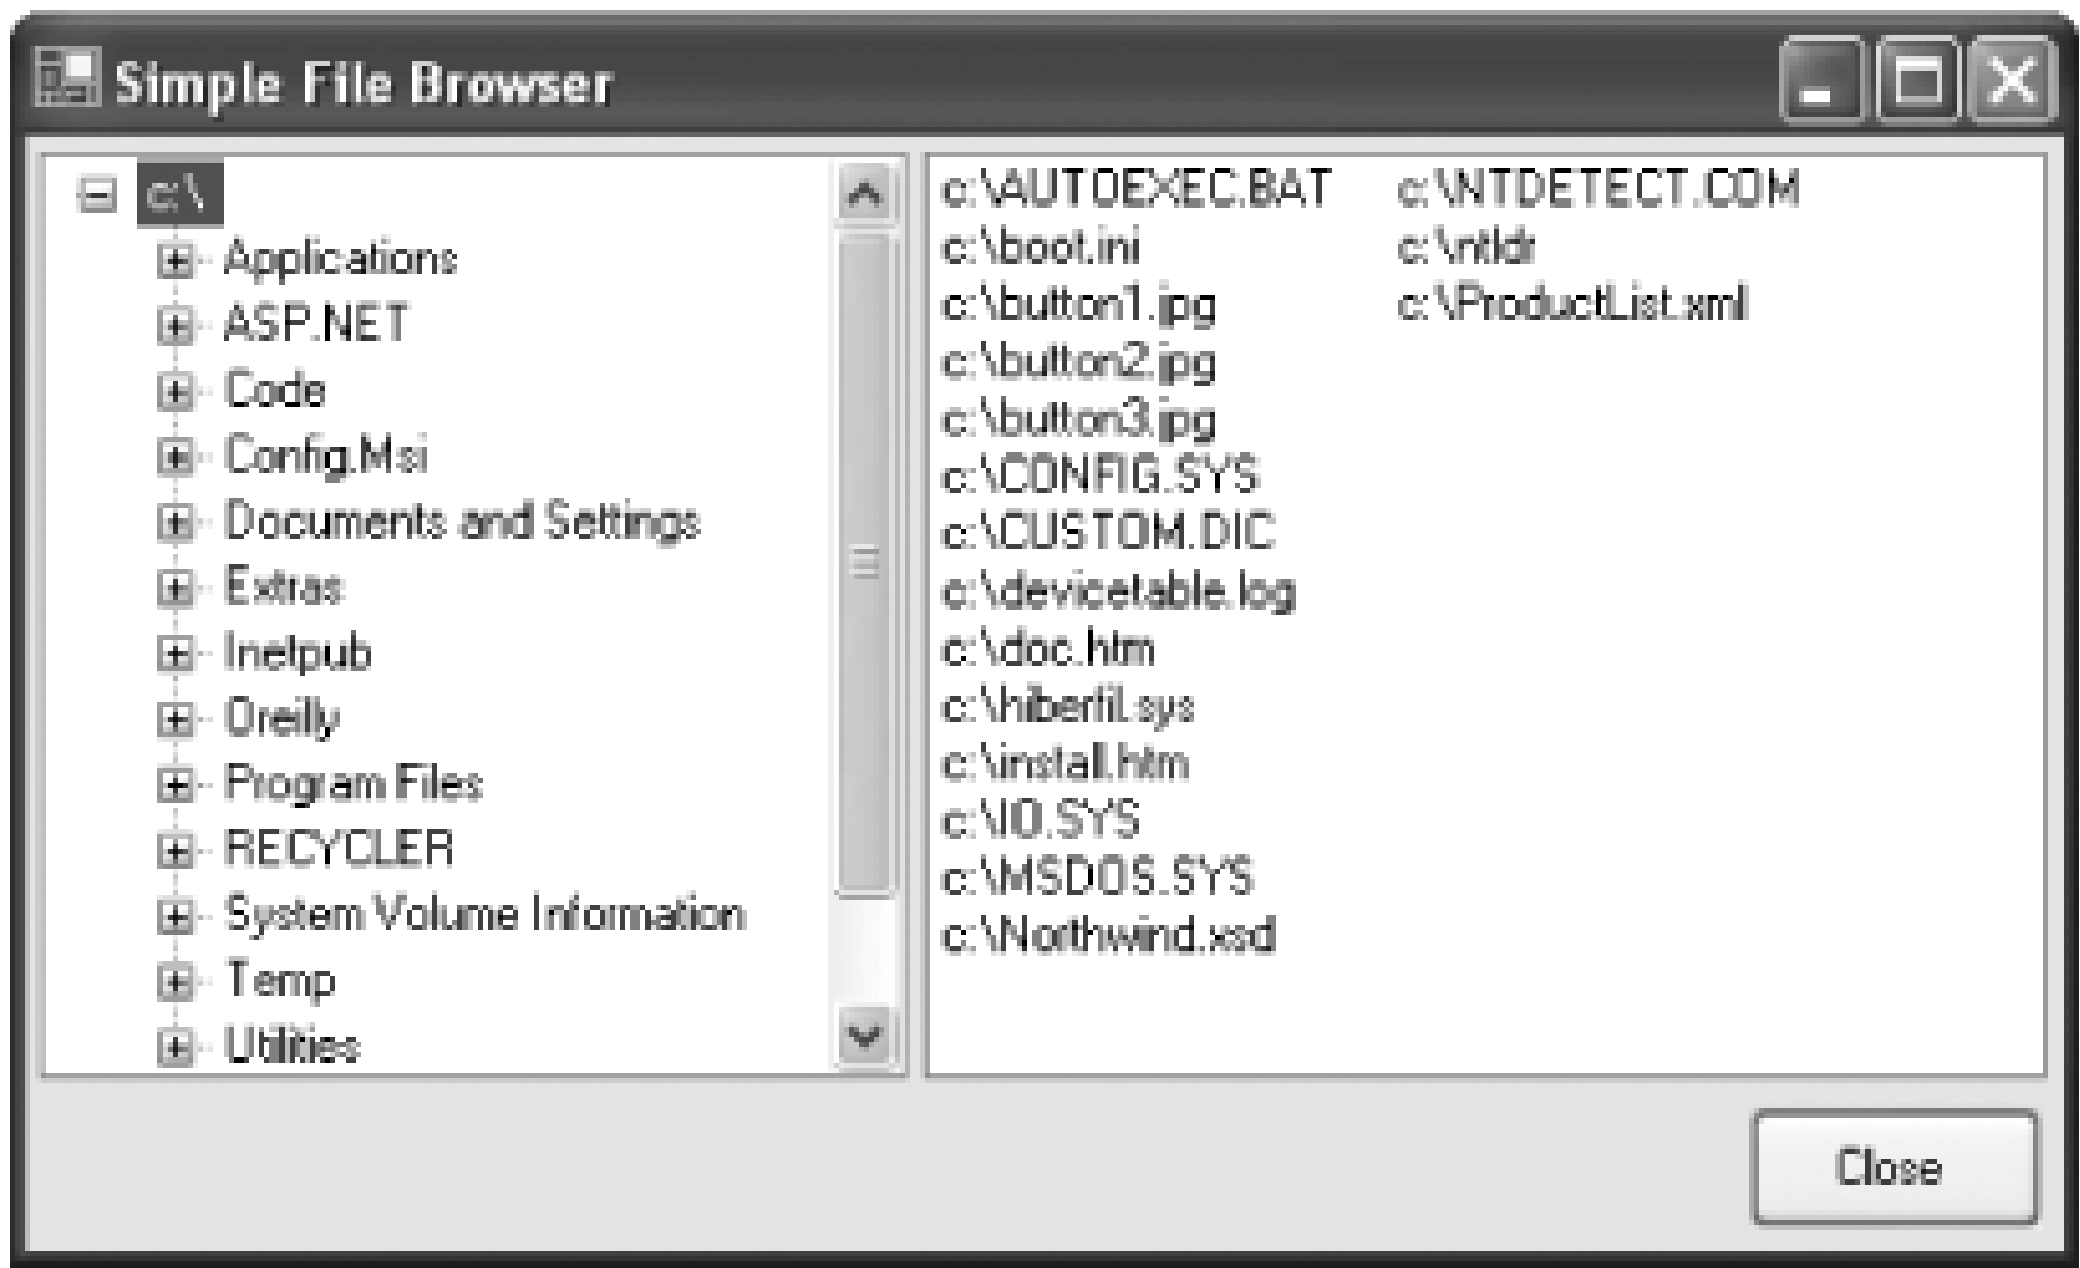 Simple File Browser
c:\
Applications
ASP.NET
Code
Config.Msi
Documents and Settings
Extras
Inetpub
Oreilly
Program Files
RECYCLER
System Volume Information
Temp
Utilities
c:\AUTOEXEC.BAT
c:\boot.ini
c:\button1.jpg
c:\button2.jpg
c:\button3.jpg
c:\CONFIG.SYS
c:\CUSTOM.DIC
c:\devicetable.log
c:\doc.htm
c:\hiberfil.sys
c:\install.htm
c:\IO.SYS
c:\MSDOS.SYS
c:\Northwind.xsd
c:\NTDETECT.COM
c:\ntldr
c:\ProductList.xml
Close